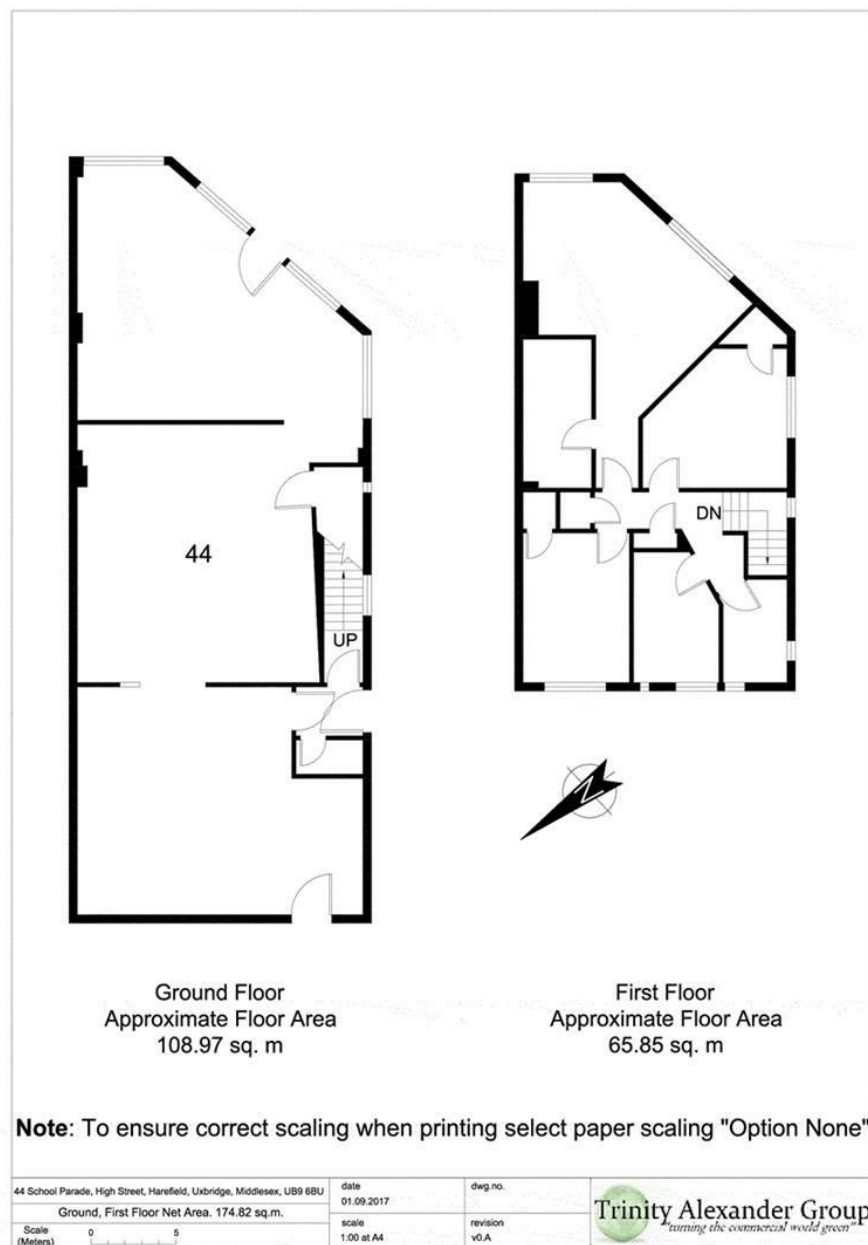 44
UP
DN
N
Ground Floor
Approximate Floor Area
108.97 sq. m
First Floor
Approximate Floor Area
65.85 sq. m
Note: To ensure correct scaling when printing select paper scaling "Option None"
44 School Parade, High Street, Harefield, Uxbridge, Middlesex, UB9 6BU
Ground, First Floor Net Area. 174.82 sq.m.
Scale
(Meters)
0 5
date
01.09.2017
scale
1:00 at A4
dwg.no.
revision
v0.A
Trinity Alexander Group
"turning the commercial world green"